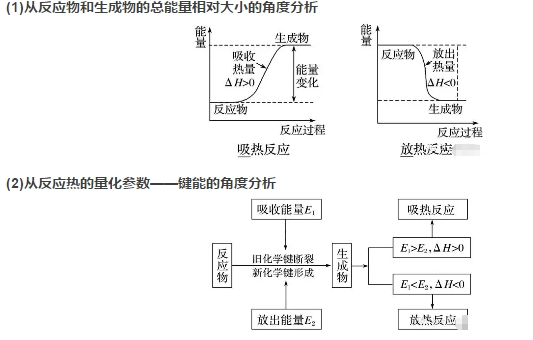 (1)从反应物和生成物的总能量相对大小的角度分析
能量
生成物
吸收热量
ΔH>0
能量变化
反应物
反应过程
吸热反应
能量
反应物
放出热量
ΔH<0
生成物
反应过程
放热反应
(2)从反应热的量化参数——键能的角度分析
吸收能量E₁
吸热反应
反应物
旧化学键断裂
新化学键形成
生成物
E₁>E₂,ΔH>0
E₁<E₂,ΔH<0
放出能量E₂
放热反应